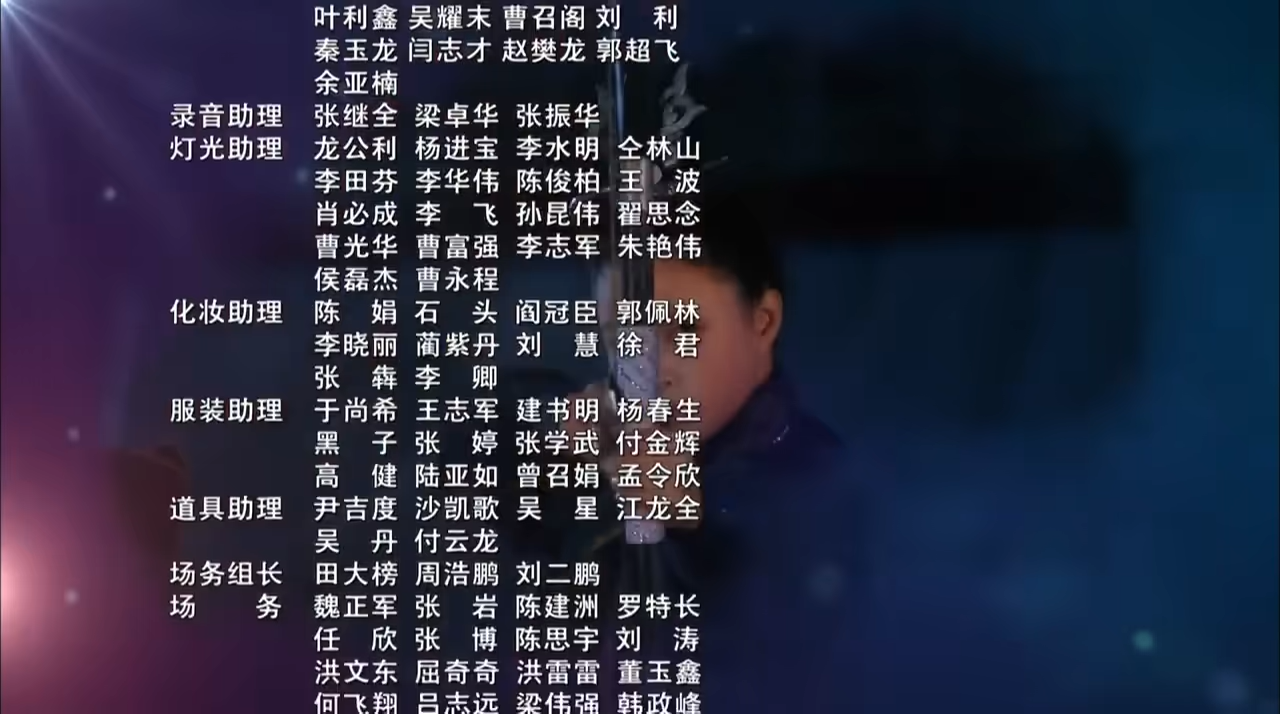 叶利鑫 吴耀末 曹召阁 刘 利
秦玉龙 闫志才 赵樊龙 郭超飞
余亚楠
录音助理 张继全 梁卓华 张振华
灯光助理 龙公利 杨进宝 李水明 仝林山
李田芬 李华伟 陈俊柏 王 波
肖必成 李 飞 孙昆伟 翟思念
曹光华 曹富强 李志军 朱艳伟
侯磊杰 曹永程
化妆助理 陈 娟 石 头 阎冠臣 郭佩林
李晓丽 蔺紫丹 刘 慧 徐 君
张 犇 李 卿
服装助理 于尚希 王志军 建书明 杨春生
黑 子 张 婷 张学武 付金辉
高 健 陆亚如 曾召娟 孟令欣
道具助理 尹吉度 沙凯歌 吴 星 江龙全
吴 丹 付云龙
场务组长 田大榜 周浩鹏 刘二鹏
场 务 魏正军 张 岩 陈建洲 罗特长
任 欣 张 博 陈思宇 刘 涛
洪文东 屈奇奇 洪雷雷 董玉鑫
何飞翔 吕志远 梁伟强 韩政峰